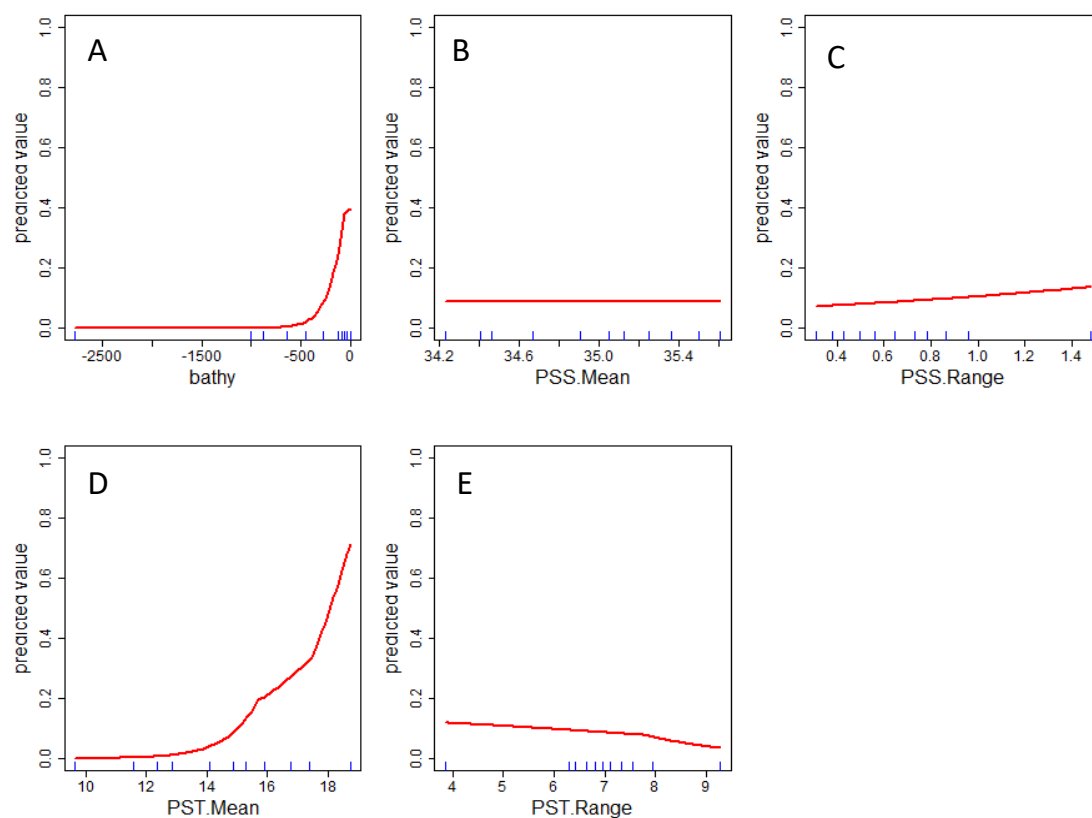 A
predicted value
0.0 0.2 0.4 0.6 0.8 1.0
-2500 -1500 -500 0
bathy
B
predicted value
0.0 0.2 0.4 0.6 0.8 1.0
34.2 34.6 35.0 35.4
PSS.Mean
C
predicted value
0.0 0.2 0.4 0.6 0.8 1.0
0.4 0.6 0.8 1.0 1.2 1.4
PSS.Range
D
predicted value
0.0 0.2 0.4 0.6 0.8 1.0
10 12 14 16 18
PST.Mean
E
predicted value
0.0 0.2 0.4 0.6 0.8 1.0
4 5 6 7 8 9
PST.Range